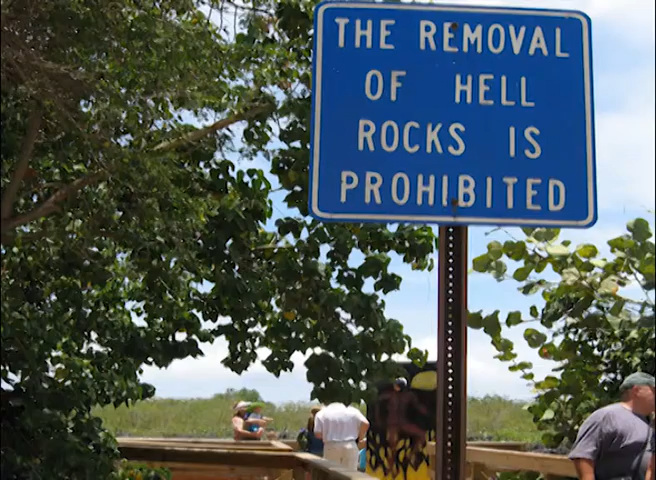 THE REMOVAL
OF HELL
ROCKS IS
PROHIBITED